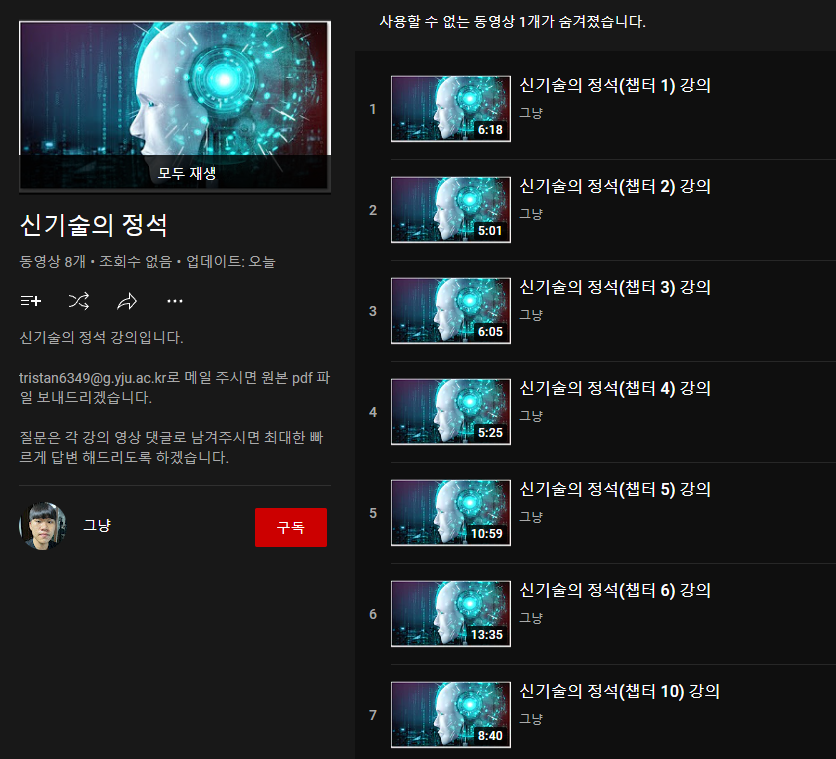 모두 재생
신기술의 정석
동영상 8개 • 조회수 없음 • 업데이트: 오늘
신기술의 정석 강의입니다.
tristan6349@g.yju.ac.kr로 메일 주시면 원본 pdf 파
일 보내드리겠습니다.
질문은 각 강의 영상 댓글로 남겨주시면 최대한 빠
르게 답변 해드리도록 하겠습니다.
그냥
구독
사용할 수 없는 동영상 1개가 숨겨졌습니다.
1
6:18
신기술의 정석(챕터 1) 강의
그냥
2
5:01
신기술의 정석(챕터 2) 강의
그냥
3
6:05
신기술의 정석(챕터 3) 강의
그냥
4
5:25
신기술의 정석(챕터 4) 강의
그냥
5
10:59
신기술의 정석(챕터 5) 강의
그냥
6
13:35
신기술의 정석(챕터 6) 강의
그냥
7
8:40
신기술의 정석(챕터 10) 강의
그냥